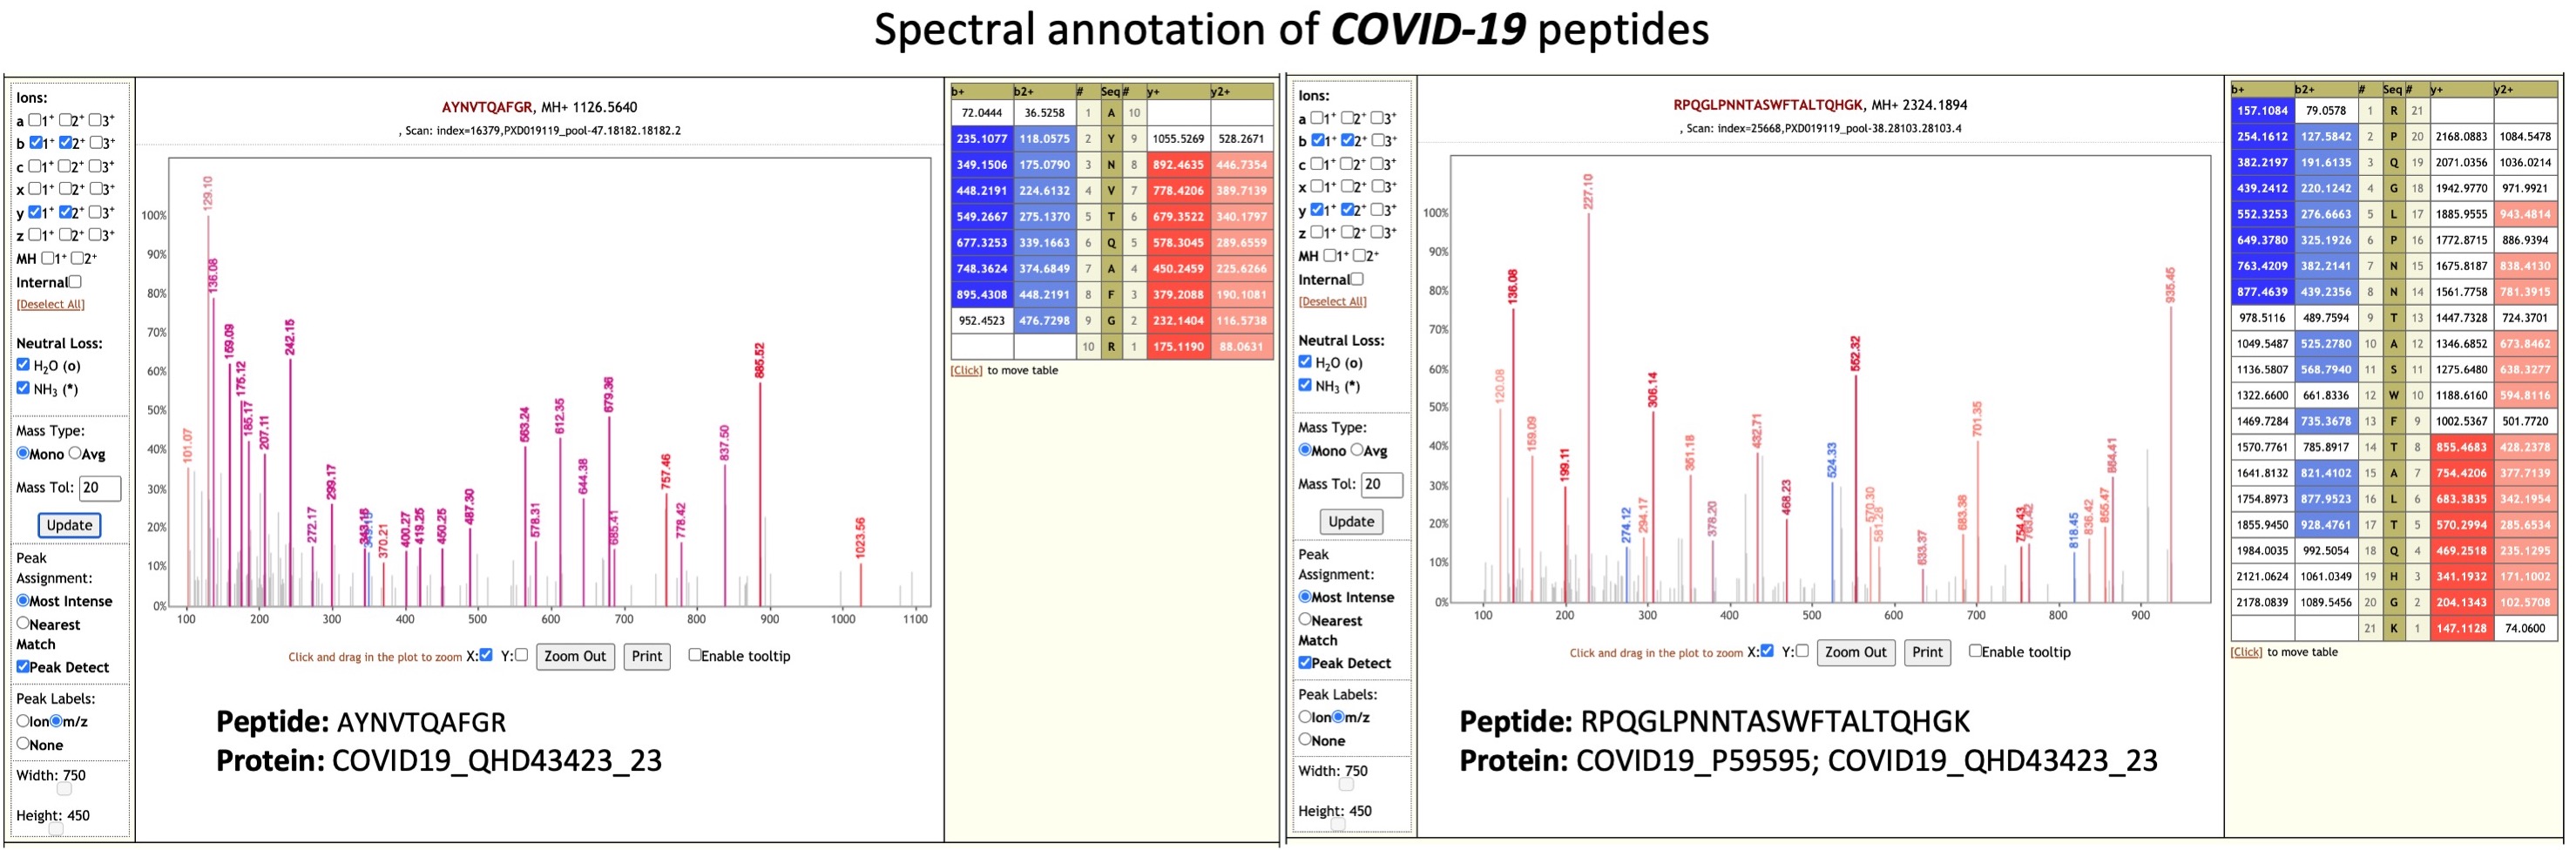 Spectral annotation of COVID-19 peptides
Ions:
a 1+ 2+ 3+
b 1+ 2+ 3+
c 1+ 2+ 3+
x 1+ 2+ 3+
y 1+ 2+ 3+
z 1+ 2+ 3+
MH 1+ 2+
Internal
[Deselect All]
Neutral Loss:
H2O (o)
NH3 (*)
Mass Type:
Mono Avg
Mass Tol: 20
Update
Peak
Assignment:
Most Intense
Nearest
Match
Peak Detect
Peak Labels:
Ion m/z
None
Width: 750
Height: 450
AYNVTQAFGR, MH+ 1126.5640
, Scan: index=16379,PXD019119_pool-47.18182.18182.2
100%
90%
80%
70%
60%
50%
40%
30%
20%
10%
0%
101.07
129.10
136.08
159.09
175.12
185.17
207.11
242.15
272.17
299.17
370.21
400.27
419.25
450.25
487.30
563.24
578.31
612.35
644.38
679.36
685.41
757.46
778.42
837.50
885.52
1023.56
100 200 300 400 500 600 700 800 900 1000 1100
Click and drag in the plot to zoom X: Y: Zoom Out Print Enable tooltip
Peptide: AYNVTQAFGR
Protein: COVID19_QHD43423_23
b+ b2+ # Seq # y+ y2+
72.0444 36.5258 1 A 10
235.1077 118.0575 2 Y 9 1055.5269 528.2671
349.1506 175.0790 3 N 8 892.4635 446.7354
448.2191 224.6132 4 V 7 778.4206 389.7139
549.2667 275.1370 5 T 6 679.3522 340.1797
677.3253 339.1663 6 Q 5 578.3045 289.6559
748.3624 374.6849 7 A 4 450.2459 225.6266
895.4308 448.2191 8 F 3 379.2088 190.1081
952.4523 476.7298 9 G 2 232.1404 116.5738
10 R 1 175.1190 88.0631
[Click] to move table
Ions:
a 1+ 2+ 3+
b 1+ 2+ 3+
c 1+ 2+ 3+
x 1+ 2+ 3+
y 1+ 2+ 3+
z 1+ 2+ 3+
MH 1+ 2+
Internal
[Deselect All]
Neutral Loss:
H2O (o)
NH3 (*)
Mass Type:
Mono Avg
Mass Tol: 20
Update
Peak
Assignment:
Most Intense
Nearest
Match
Peak Detect
Peak Labels:
Ion m/z
None
Width: 750
Height: 450
RPQGLPNNTASWFTALTQHGK, MH+ 2324.1894
, Scan: index=25668,PXD019119_pool-38.28103.28103.4
100%
90%
80%
70%
60%
50%
40%
30%
20%
10%
0%
120.08
136.08
159.09
199.11
227.10
274.12
294.17
306.14
351.18
378.20
432.71
468.23
524.33
552.32
570.30
581.28
633.37
683.38
701.35
754.43
818.45
836.42
855.47
864.41
935.45
100 200 300 400 500 600 700 800 900
Click and drag in the plot to zoom X: Y: Zoom Out Print Enable tooltip
Peptide: RPQGLPNNTASWFTALTQHGK
Protein: COVID19_P59595; COVID19_QHD43423_23
b+ b2+ # Seq # y+ y2+
157.1084 79.0578 1 R 21
254.1612 127.5842 2 P 20 2168.0883 1084.5478
382.2197 191.6135 3 Q 19 2071.0356 1036.0214
439.2412 220.1242 4 G 18 1942.9770 971.9921
552.3253 276.6663 5 L 17 1885.9555 943.4814
649.3780 325.1926 6 P 16 1772.8715 886.9394
763.4209 382.2141 7 N 15 1675.8187 838.4130
877.4639 439.2356 8 N 14 1561.7758 781.3915
978.5116 489.7594 9 T 13 1447.7328 724.3701
1049.5487 525.2780 10 A 12 1346.6852 673.8462
1136.5807 568.7940 11 S 11 1275.6480 638.3277
1322.6600 661.8336 12 W 10 1188.6160 594.8116
1469.7284 735.3678 13 F 9 1002.5367 501.7720
1570.7761 785.8917 14 T 8 855.4683 428.2378
1641.8132 821.4102 15 A 7 754.4206 377.7139
1754.8973 877.9523 16 L 6 683.3835 342.1954
1855.9450 928.4761 17 T 5 570.2994 285.6534
1984.0035 992.5054 18 Q 4 469.2518 235.1295
2121.0624 1061.0349 19 H 3 341.1932 171.1002
2178.0839 1089.5456 20 G 2 204.1343 102.5708
21 K 1 147.1128 74.0600
[Click] to move table